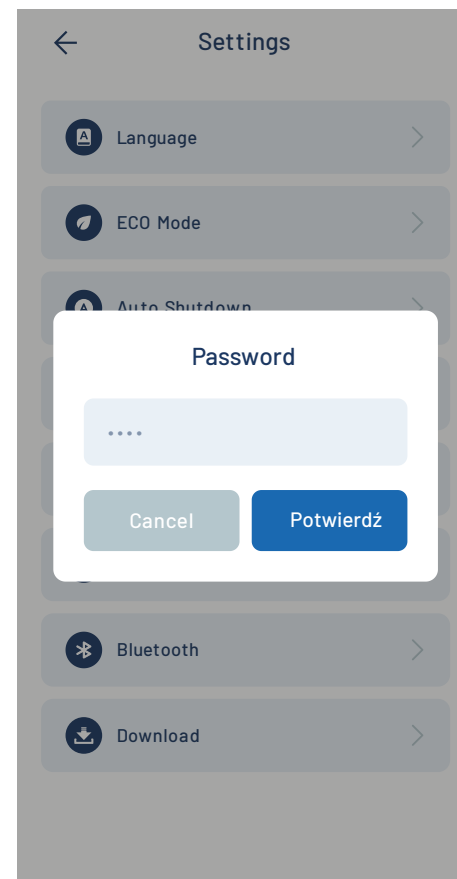 Settings
Language
ECO Mode
Auto Shutdown
Password
••••
Cancel
Potwierdź
Bluetooth
Download